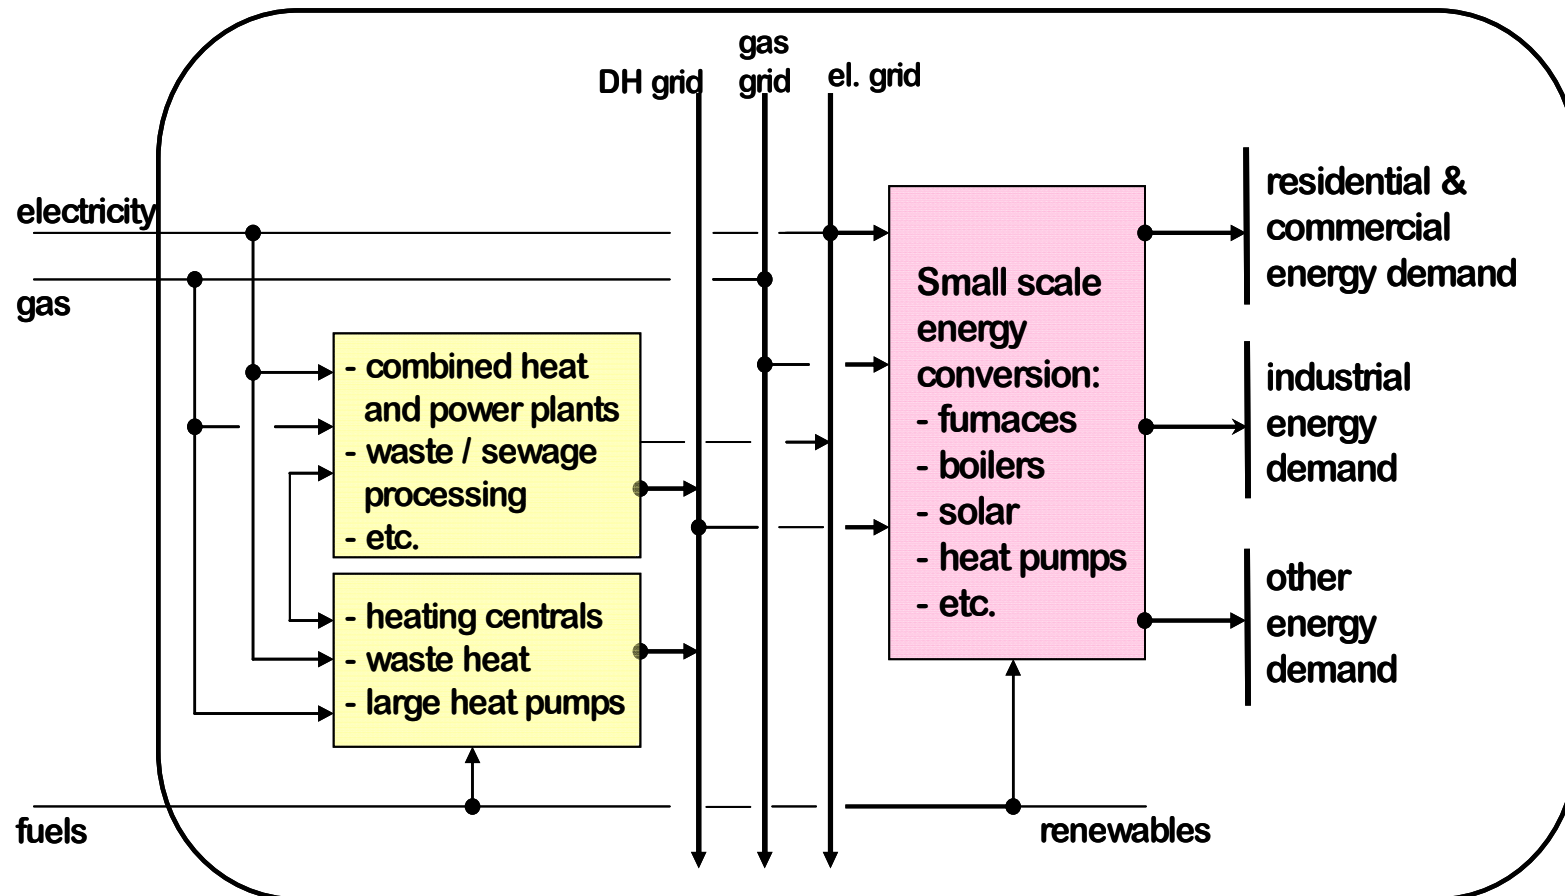 gas
DH grid
grid
el. grid
electricity
gas
fuels
- combined heat
and power plants
- waste / sewage
processing
- etc.
- heating centrals
- waste heat
- large heat pumps
Small scale
energy
conversion:
- furnaces
- boilers
- solar
- heat pumps
- etc.
renewables
residential &
commercial
energy demand
industrial
energy
demand
other
energy
demand